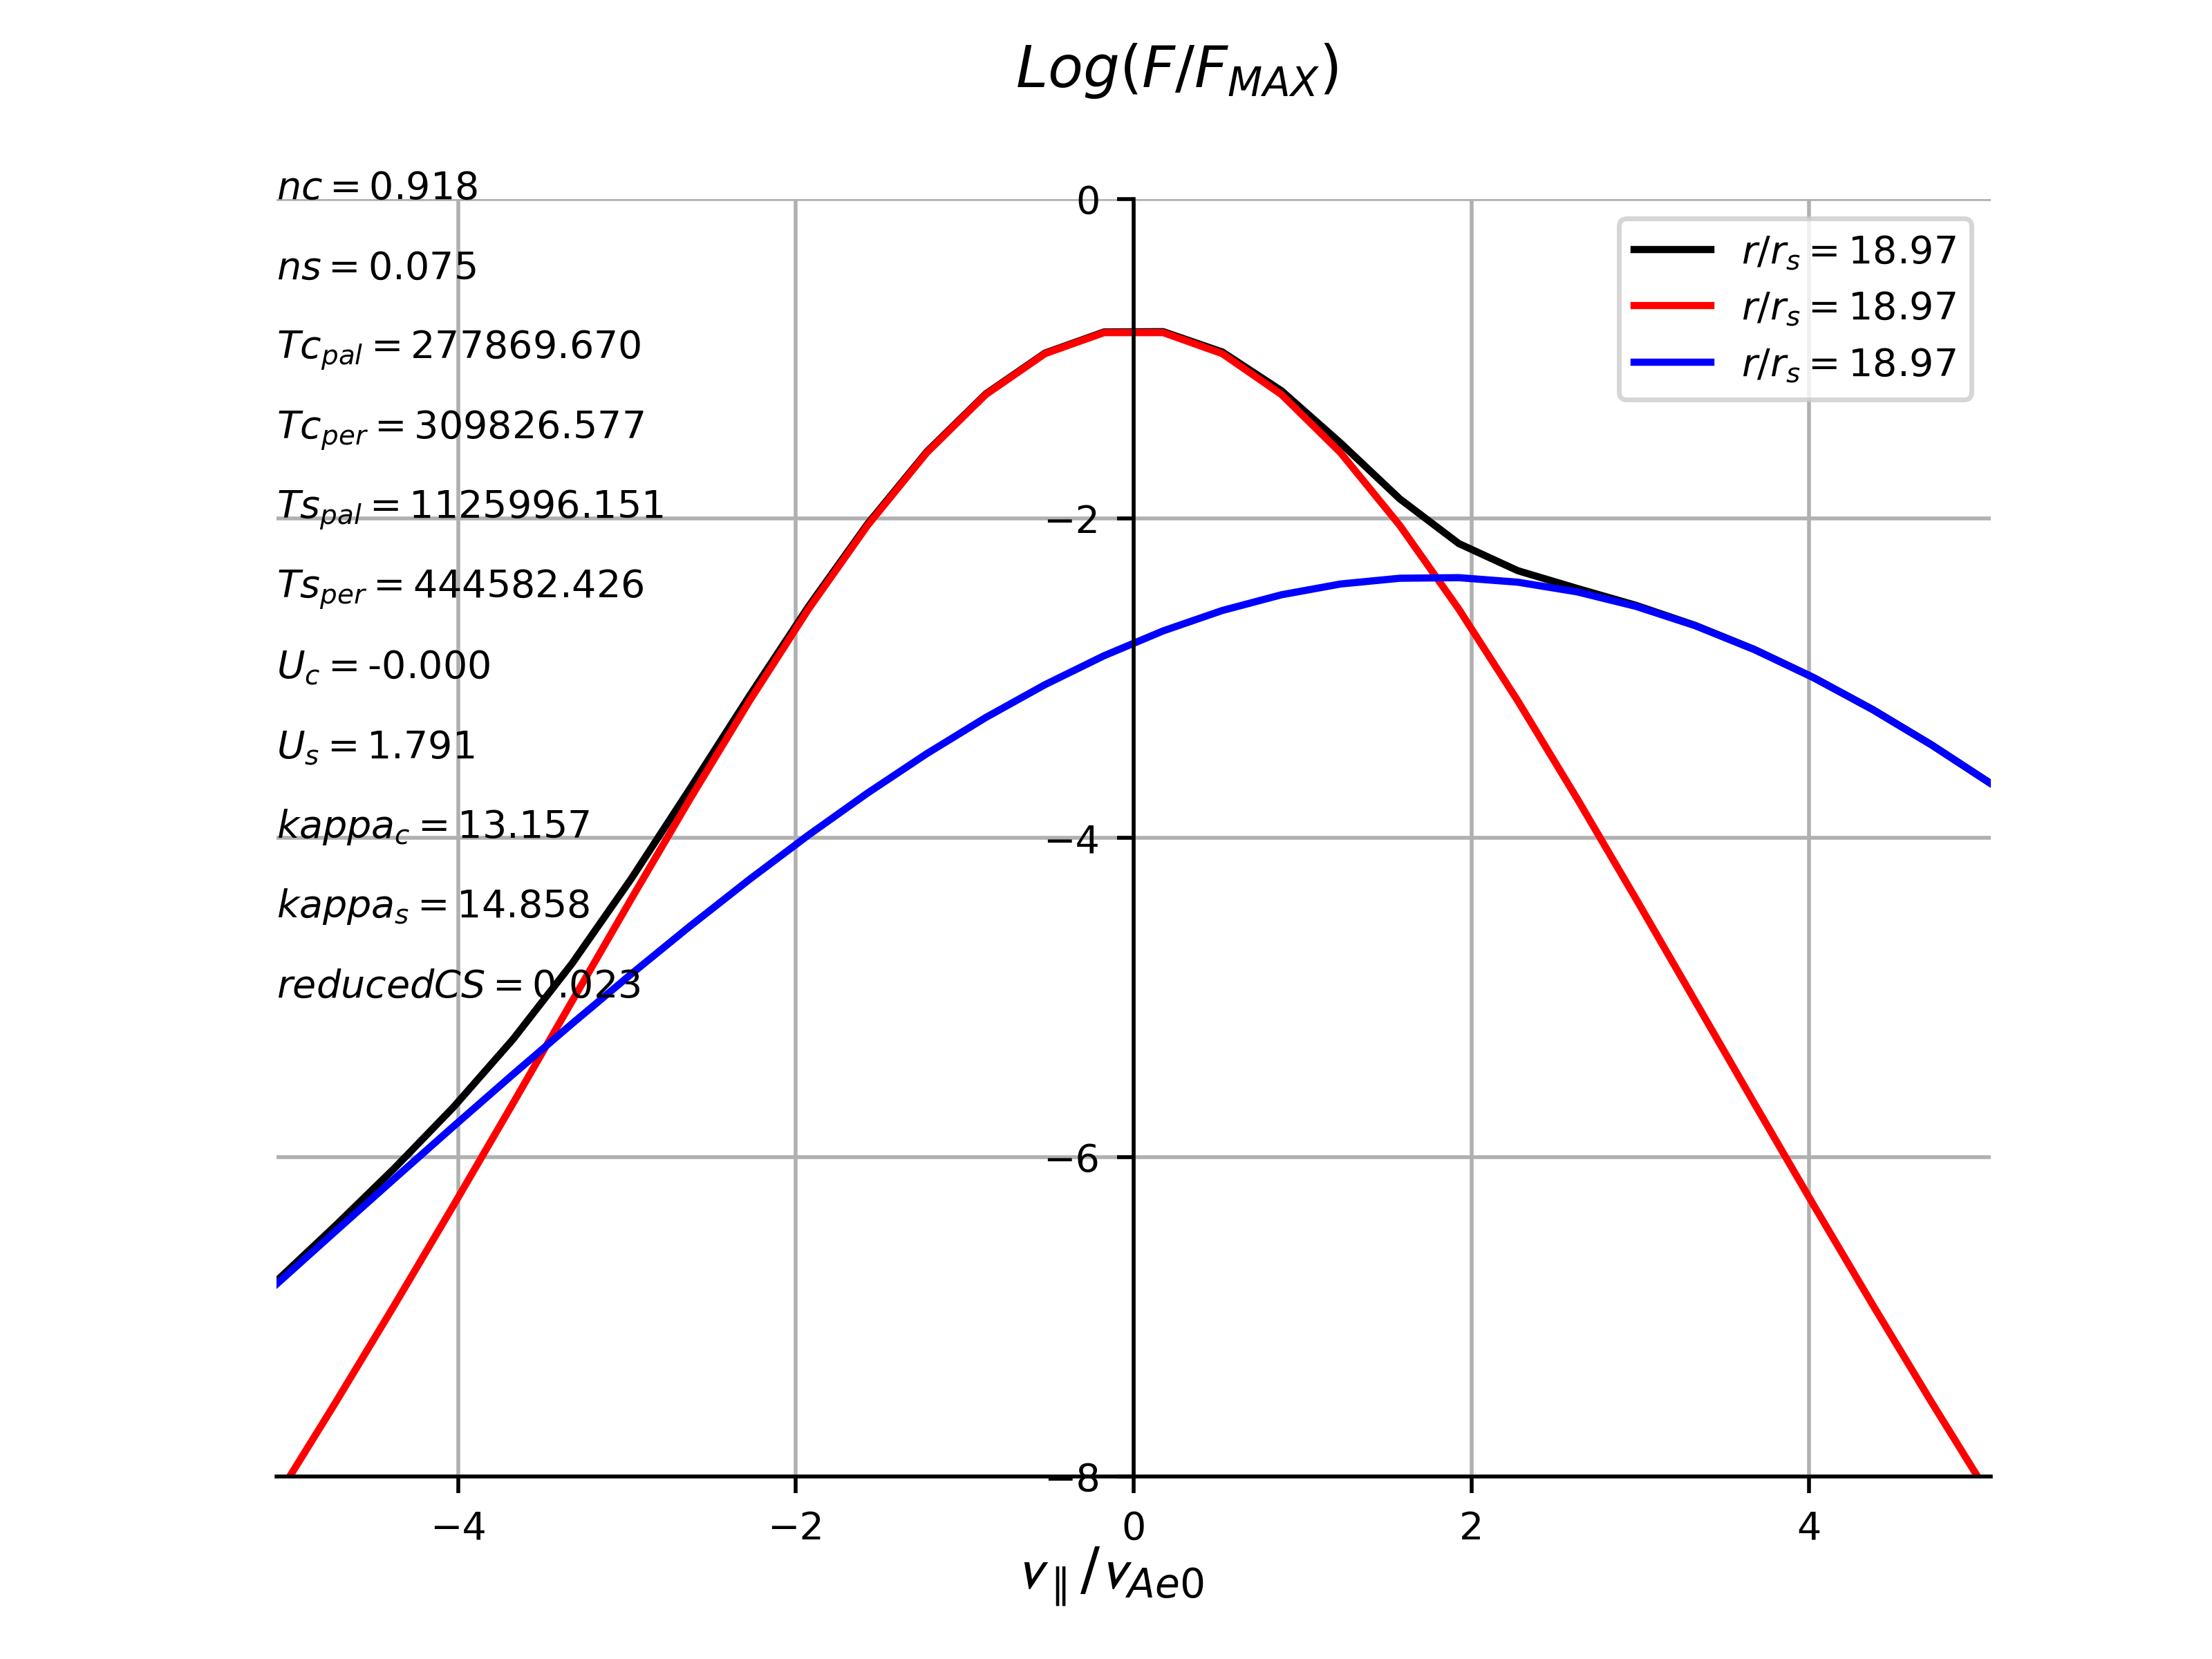 Log(F/F_MAX)
nc = 0.918
ns = 0.075
Tc_pal = 277869.670
Tc_per = 309826.577
Ts_pal = 1125996.151
Ts_per = 444582.426
U_c = -0.000
U_s = 1.791
kappa_c = 13.157
kappa_s = 14.858
reducedCS = 0.023
0
−2
−4
−6
−8
r/r_s = 18.97
r/r_s = 18.97
r/r_s = 18.97
−4 −2 0 2 4
v_∥/v_Ae0